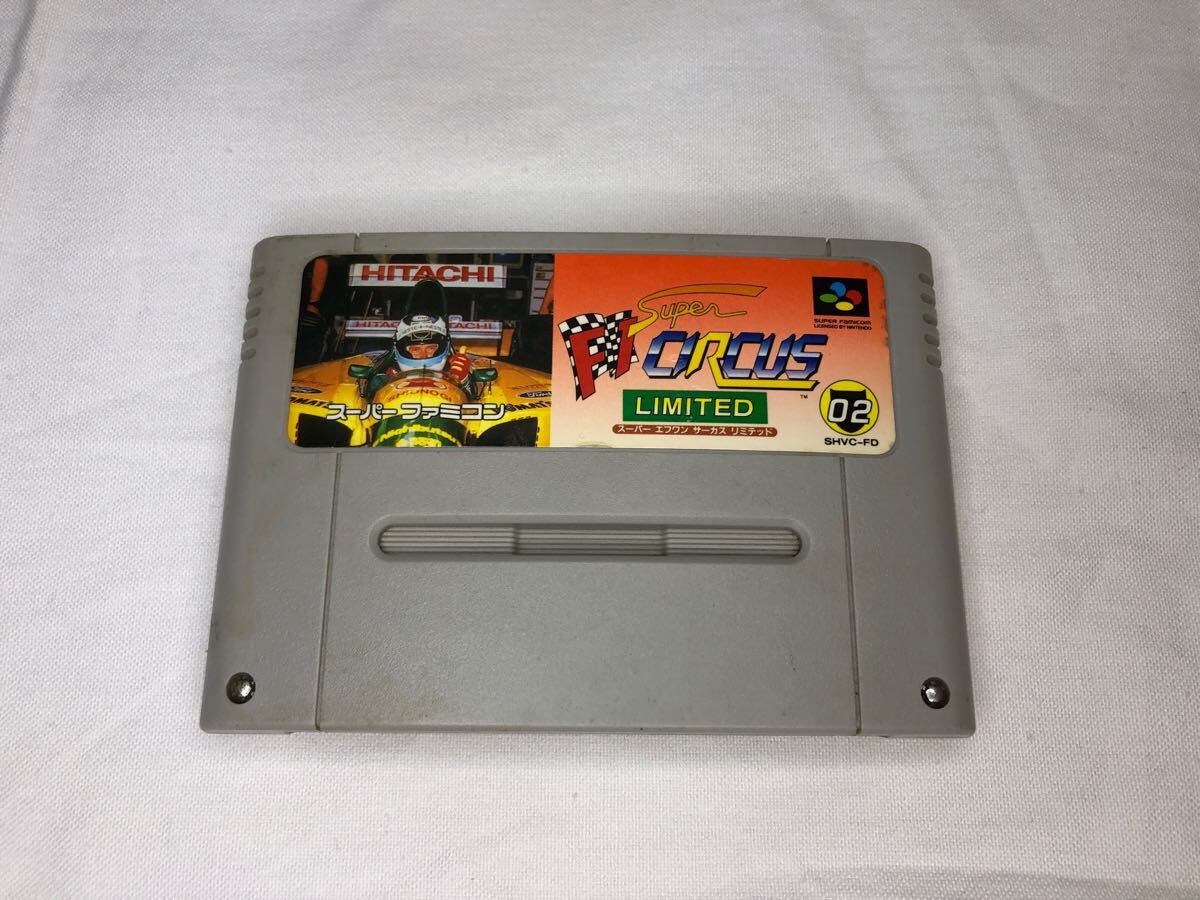 HITACHI
HITACHI
SHIONOGI
スーパーファミコン
Super
F1 CIRCUS
TM
LIMITED
スーパー エフワン サーカス リミテッド
SUPER FAMICOM
LICENSED BY NINTENDO
02
SHVC-FD